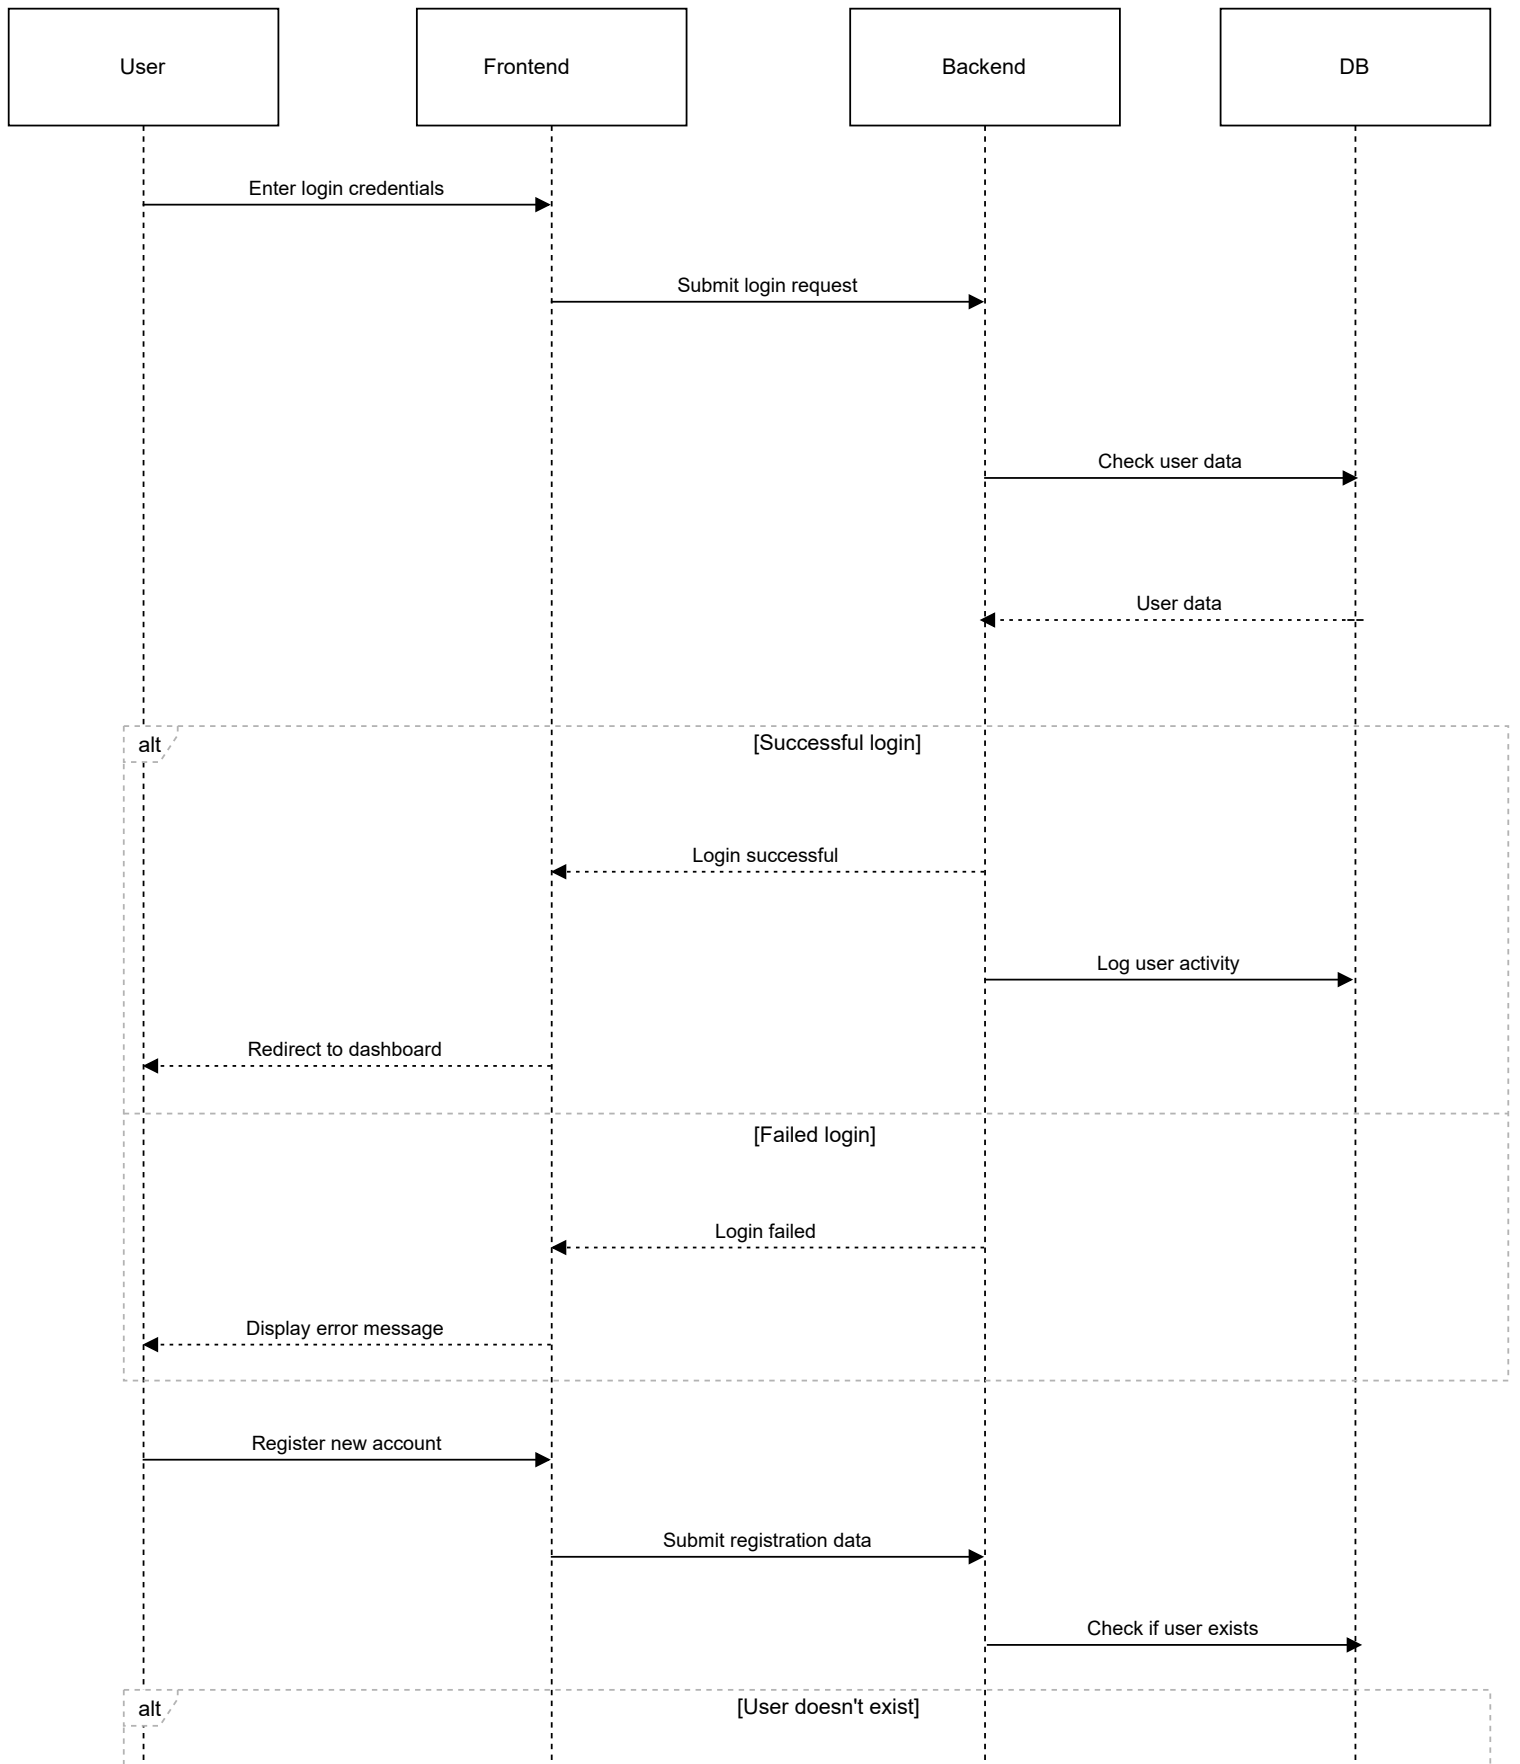 User
Frontend
Backend
DB
Enter login credentials
Submit login request
Check user data
User data
alt
[Successful login]
Login successful
Log user activity
Redirect to dashboard
[Failed login]
Login failed
Display error message
Register new account
Submit registration data
Check if user exists
alt
[User doesn't exist]